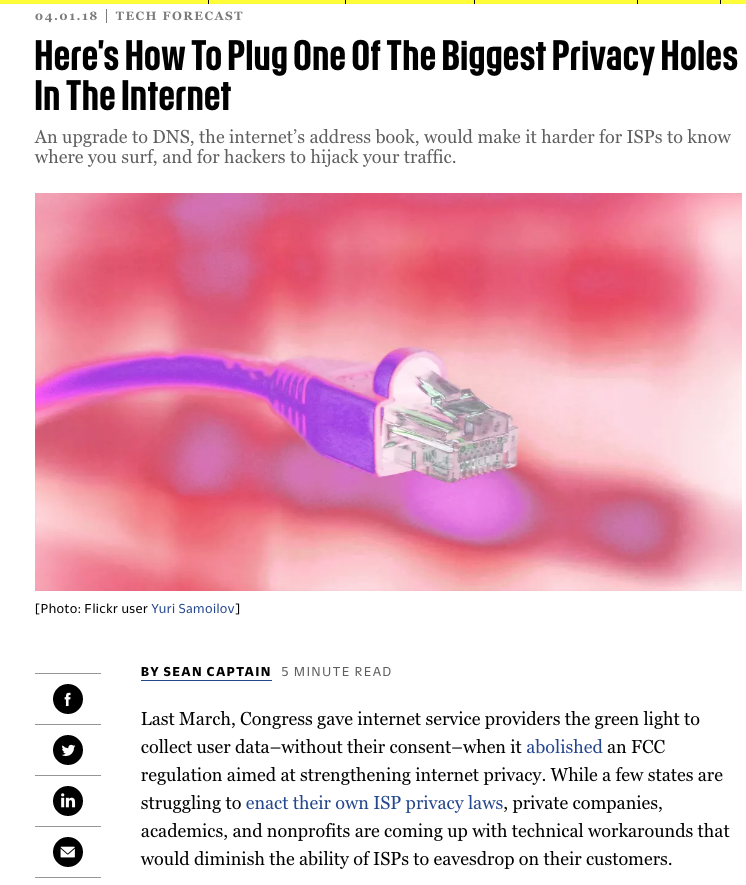 04.01.18 | TECH FORECAST
Here's How To Plug One Of The Biggest Privacy Holes
In The Internet
An upgrade to DNS, the internet’s address book, would make it harder for ISPs to know
where you surf, and for hackers to hijack your traffic.
[Photo: Flickr user Yuri Samoilov]
BY SEAN CAPTAIN 5 MINUTE READ
Last March, Congress gave internet service providers the green light to
collect user data–without their consent–when it abolished an FCC
regulation aimed at strengthening internet privacy. While a few states are
struggling to enact their own ISP privacy laws, private companies,
academics, and nonprofits are coming up with technical workarounds that
would diminish the ability of ISPs to eavesdrop on their customers.